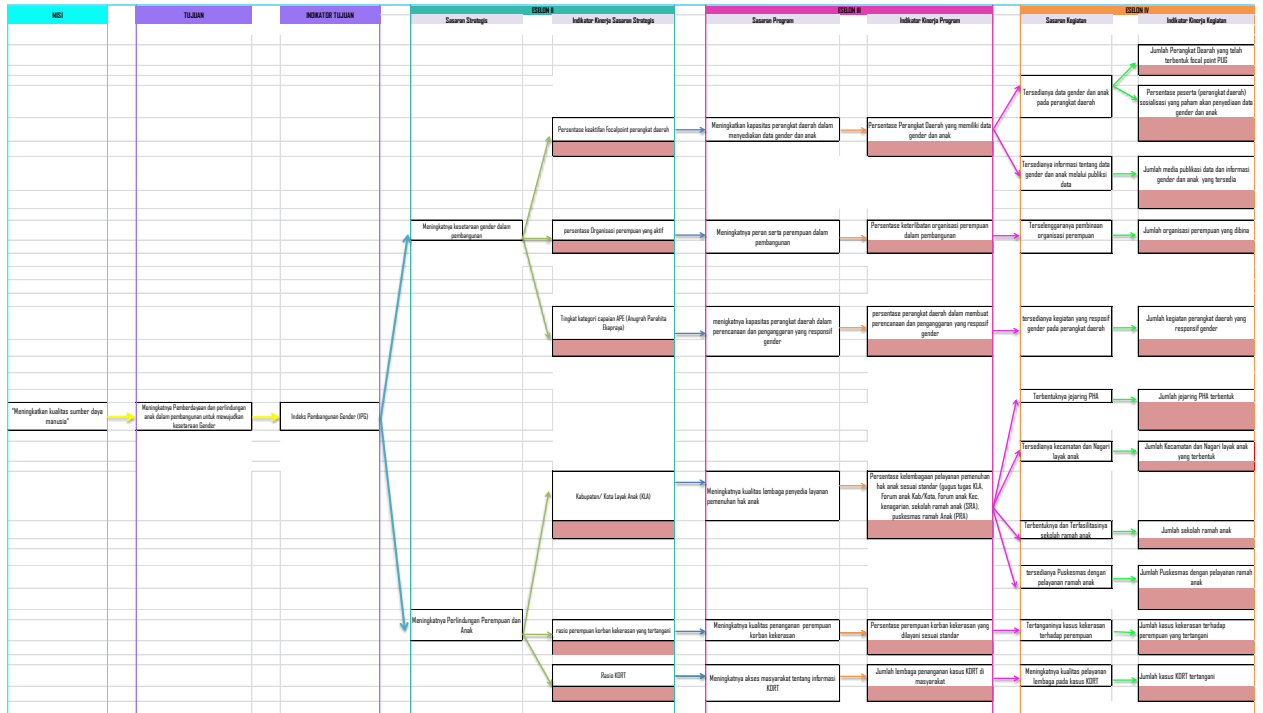 MISI
TUJUAN
INDIKATOR TUJUAN
ESELON II
ESELON III
ESELON IV
Sasaran Strategis
Indikator Kinerja Sasaran Strategis
Sasaran Program
Indikator Kinerja Program
Sasaran Kegiatan
Indikator Kinerja Kegiatan
"Meningkatkan kualitas sumber daya
manusia"
Meningkatnya Pemberdayaan dan perlindungan
anak dalam pembangunan untuk mewujudkan
kesetaraan Gender
Indeks Pembangunan Gender (IPG)
Meningkatnya kesetaraan gender dalam
pembangunan
Persentase keaktifan Focalpoint perangkat daerah
Meningkatkan kapasitas perangkat daerah dalam
menyediakan data gender dan anak
Persentase Perangkat Daerah yang memiliki data
gender dan anak
Tersedianya data gender dan anak
pada perangkat daerah
Jumlah Perangkat Dearah yang telah
terbentuk focal point PUG
Persentase peserta (perangkat daerah)
sosialisasi yang paham akan penyediaan data
gender dan anak
Tersedianya informasi tentang data
gender dan anak melalui publiksi
data
Jumlah media publikasi data dan informasi
gender dan anak yang tersedia
persentase Organisasi perempuan yang aktif
Meningkatnya peran serta perempuan dalam
pembangunan
Persentase keterlibatan organisasi perempuan
dalam pembangunan
Terselenggaranya pembinaan
organisasi perempuan
Jumlah organisasi perempuan yang dibina
Tingkat kategori capaian APE (Anugrah Parahita
Ekapraya)
menigkatnya kapasitas perangkat daerah dalam
perencanaan dan penganggaran yang responsif
gender
persentase perangkat daerah dalam membuat
perencanaan dan penganggaran yang resposif
gender
tersedianya kegiatan yang resposif
gender pada perangkat daerah
Jumlah kegiatan perangkat daerah yang
responsif gender
Meningkatnya Perlindungan Perempuan dan
Anak
Kabupaten/ Kota Layak Anak (KLA)
Meningkatnya kualitas lembaga penyedia layanan
pemenuhan hak anak
Persentase kelembagaan pelayanan pemenuhan
hak anak sesuai standar (gugus tugas KLA,
forum anak Kab/Kota, forum anak Kec,
kenagarian, sekolah ramah anak (SRA),
puskesmas ramah Anak (PRA)
Terbentuknya jejaring PHA
Jumlah jejaring PHA terbentuk
Tersedianya kecamatan dan Nagari
layak anak
Jumlah Kecamatan dan Nagari layak anak
yang terbentuk
Terbentuknya dan Terfasilitasinya
sekolah ramah anak
Jumlah sekolah ramah anak
tersedianya Puskesmas dengan
pelayanan ramah anak
Jumlah Puskesmas dengan pelayanan ramah
anak
rasio perempuan korban kekerasan yang tertangani
Meningkatnya kualitas penanganan perempuan
korban kekerasan
Persentase perempuan korban kekerasan yang
dilayani sesuai standar
Tertanganinya kasus kekerasan
terhadap perempuan
Jumlah kasus kekerasan terhadap
perempuan yang tertangani
Rasio KDRT
Meningkatnya akses masyarakat tentang informasi
KDRT
Jumlah lembaga penanganan kasus KDRT di
masyarakat
Meningkatnya kualitas pelayanan
lembaga pada kasus KDRT
Jumlah kasus KDRT tertangani